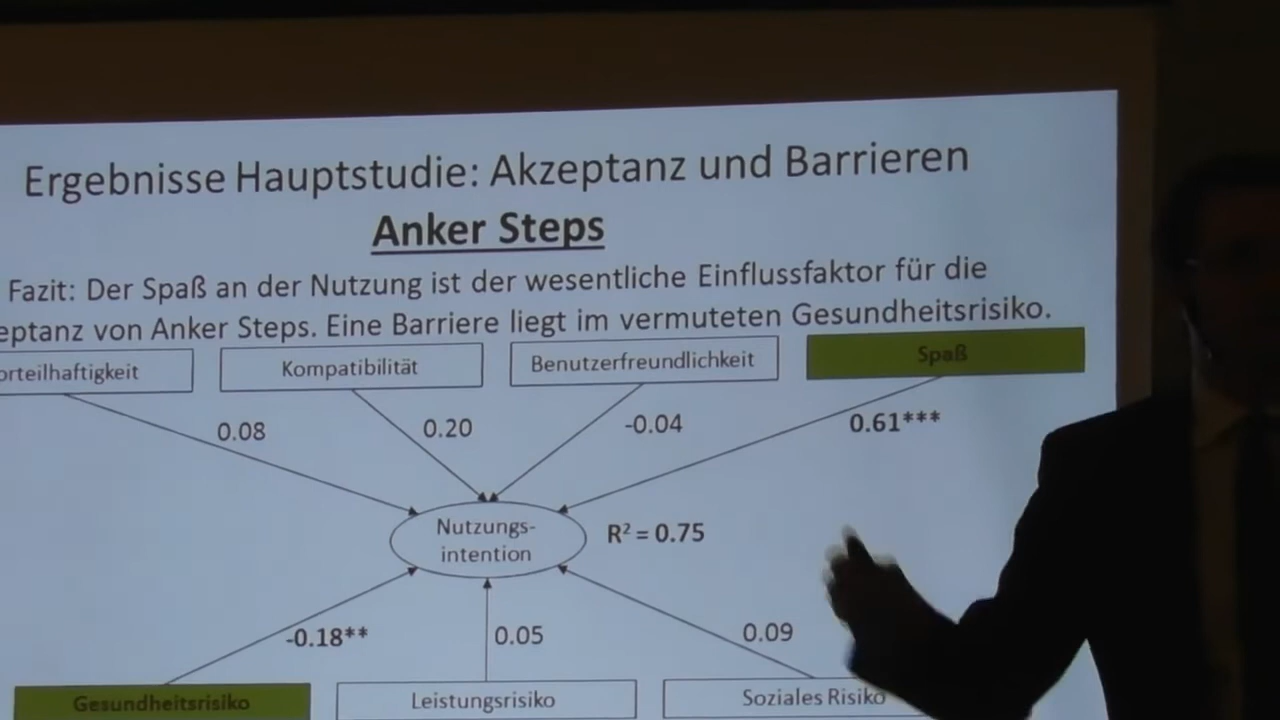 Ergebnisse Hauptstudie: Akzeptanz und Barrieren
Anker Steps
Fazit: Der Spaß an der Nutzung ist der wesentliche Einflussfaktor für die
eptanz von Anker Steps. Eine Barriere liegt im vermuteten Gesundheitsrisiko.
orteilhaftigkeit
Kompatibilität
Benutzerfreundlichkeit
Spaß
0.08
0.20
-0.04
0.61***
Nutzungs-
intention
R² = 0.75
-0.18**
0.05
0.09
Gesundheitsrisiko
Leistungsrisiko
Soziales Risiko